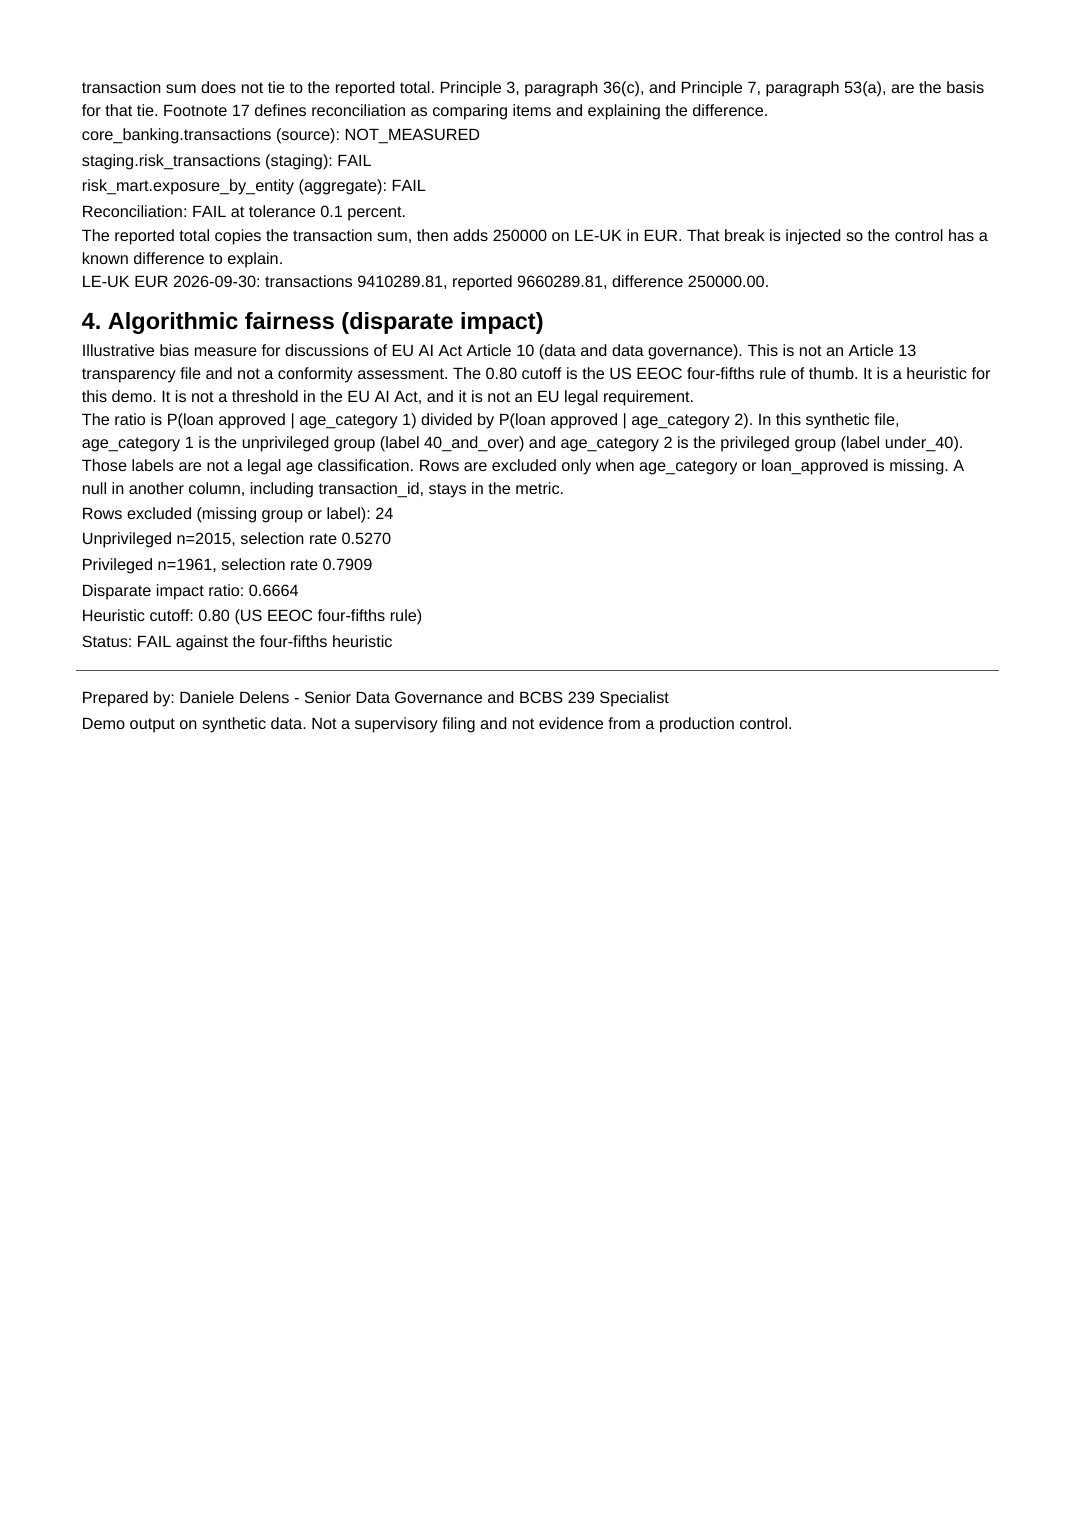 transaction sum does not tie to the reported total. Principle 3, paragraph 36(c), and Principle 7, paragraph 53(a), are the basis
for that tie. Footnote 17 defines reconciliation as comparing items and explaining the difference.
core_banking.transactions (source): NOT_MEASURED
staging.risk_transactions (staging): FAIL
risk_mart.exposure_by_entity (aggregate): FAIL
Reconciliation: FAIL at tolerance 0.1 percent.
The reported total copies the transaction sum, then adds 250000 on LE-UK in EUR. That break is injected so the control has a
known difference to explain.
LE-UK EUR 2026-09-30: transactions 9410289.81, reported 9660289.81, difference 250000.00.
4. Algorithmic fairness (disparate impact)
Illustrative bias measure for discussions of EU AI Act Article 10 (data and data governance). This is not an Article 13
transparency file and not a conformity assessment. The 0.80 cutoff is the US EEOC four-fifths rule of thumb. It is a heuristic for
this demo. It is not a threshold in the EU AI Act, and it is not an EU legal requirement.
The ratio is P(loan approved | age_category 1) divided by P(loan approved | age_category 2). In this synthetic file,
age_category 1 is the unprivileged group (label 40_and_over) and age_category 2 is the privileged group (label under_40).
Those labels are not a legal age classification. Rows are excluded only when age_category or loan_approved is missing. A
null in another column, including transaction_id, stays in the metric.
Rows excluded (missing group or label): 24
Unprivileged n=2015, selection rate 0.5270
Privileged n=1961, selection rate 0.7909
Disparate impact ratio: 0.6664
Heuristic cutoff: 0.80 (US EEOC four-fifths rule)
Status: FAIL against the four-fifths heuristic
Prepared by: Daniele Delens - Senior Data Governance and BCBS 239 Specialist
Demo output on synthetic data. Not a supervisory filing and not evidence from a production control.